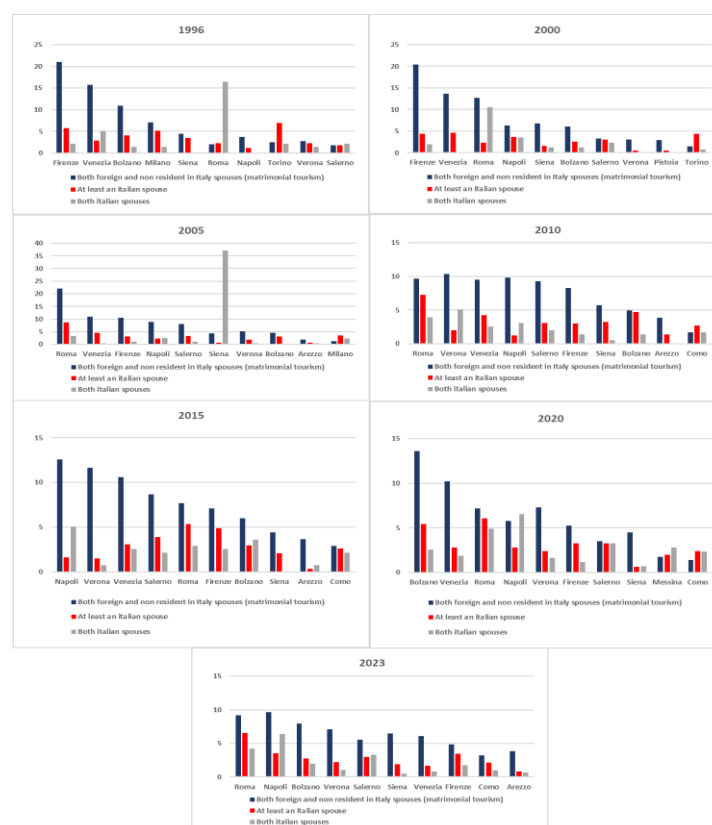 1996
25
20
15
10
5
0
Firenze Venezia Bolzano Milano Siena Roma Napoli Torino Verona Salerno
Both foreign and non resident in Italy spouses (matrimonial tourism)
At least an italian spouse
Both italian spouses
2000
25
20
15
10
5
0
Firenze Venezia Roma Napoli Siena Bolzano Salerno Verona Pistoia Torino
Both foreign and non resident in Italy spouses (matrimonial tourism)
At least an italian spouse
Both italian spouses
2005
40
35
30
25
20
15
10
5
0
Roma Venezia Firenze Napoli Salerno Siena Verona Bolzano Arezzo Milano
Both foreign and non resident in Italy spouses (matrimonial tourism)
At least an italian spouse
Both italian spouses
2010
15
10
5
0
Roma Verona Venezia Napoli Salerno Firenze Siena Bolzano Arezzo Como
Both foreign and non resident in Italy spouses (matrimonial tourism)
At least an italian spouse
Both italian spouses
2015
15
10
5
0
Napoli Verona Venezia Salerno Roma Firenze Bolzano Siena Arezzo Como
Both foreign and non resident in Italy spouses (matrimonial tourism)
At least an italian spouse
Both italian spouses
2020
15
10
5
0
Bolzano Venezia Roma Napoli Verona Firenze Salerno Siena Messina Como
Both foreign and non resident in Italy spouses (matrimonial tourism)
At least an italian spouse
Both italian spouses
2023
15
10
5
0
Roma Napoli Bolzano Verona Salerno Siena Venezia Firenze Como Arezzo
Both foreign and non resident in Italy spouses (matrimonial tourism)
At least an italian spouse
Both italian spouses